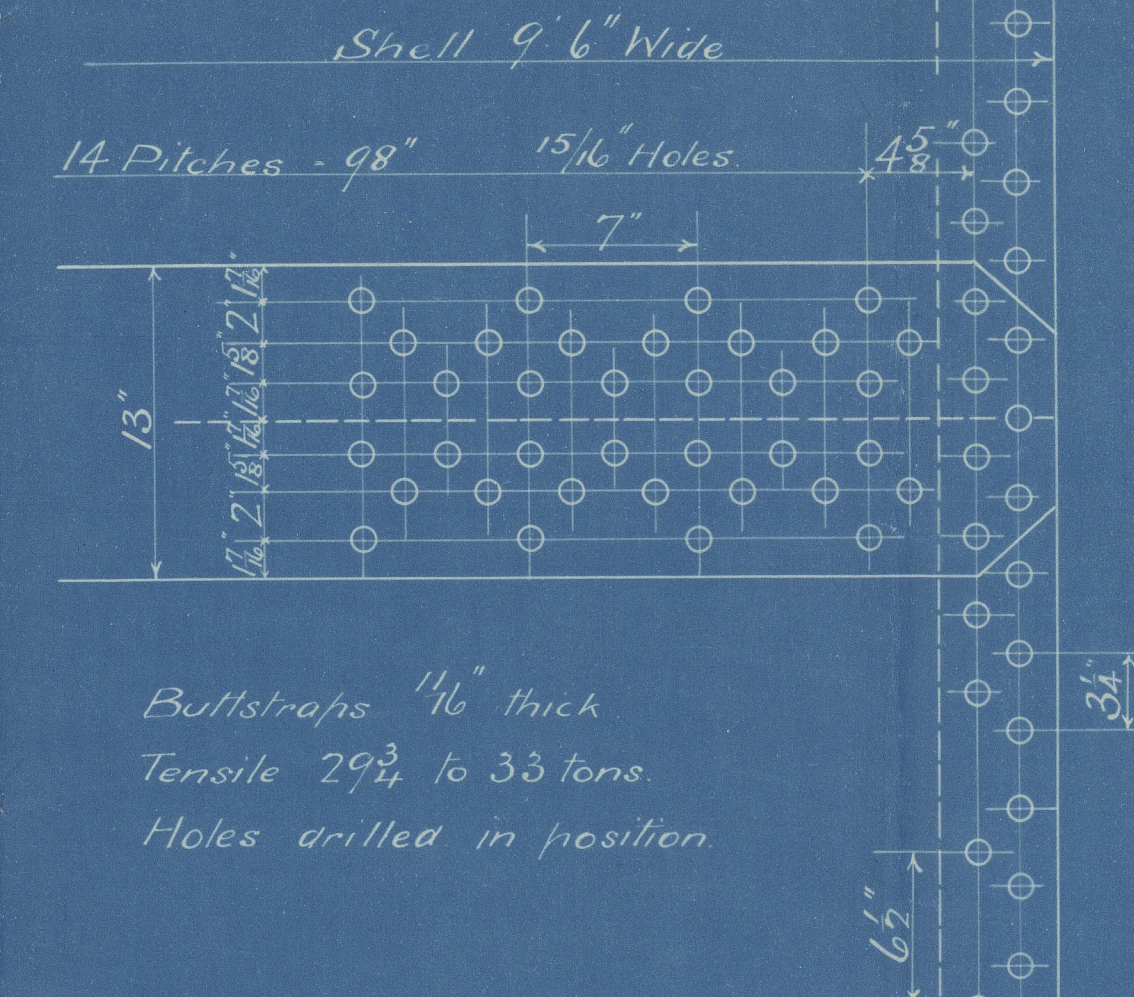 Shell 9' 6" Wide
14 Pitches = 98" 15/16" Holes.
4 5/8"
7"
1 7/16"
2"
1 5/8"
1 7/16"
1 7/16"
1 5/8"
2"
1 7/16"
13"
Buttstraps 11/16" thick
Tensile 29 3/4 to 33 tons.
Holes drilled in position.
3 1/4"
6 1/2"